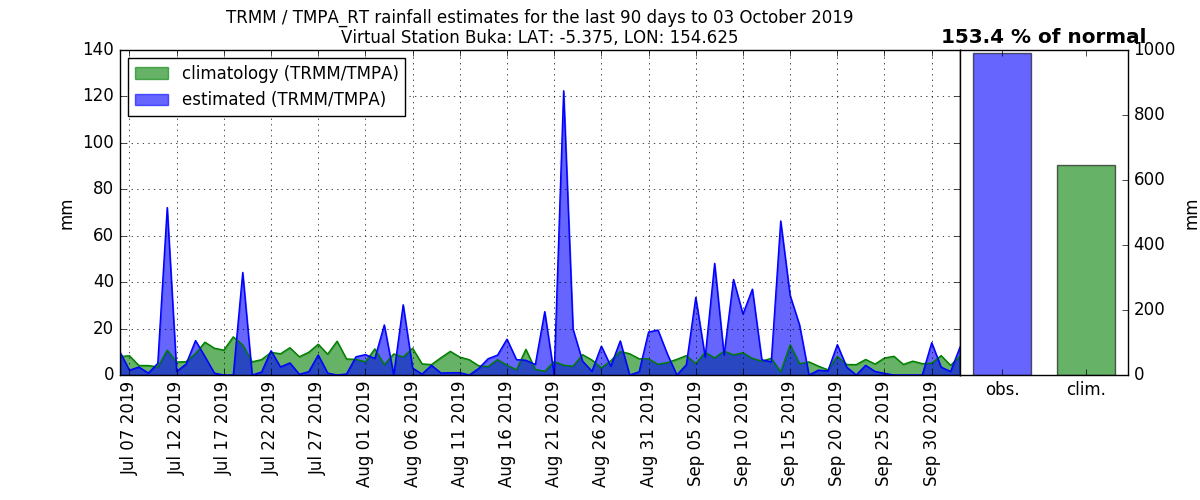 TRMM / TMPA_RT rainfall estimates for the last 90 days to 03 October 2019
Virtual Station Buka: LAT: -5.375, LON: 154.625
153.4 % of normal
climatology (TRMM/TMPA)
estimated (TRMM/TMPA)
mm
140
120
100
80
60
40
20
0
Jul 07 2019
Jul 12 2019
Jul 17 2019
Jul 22 2019
Jul 27 2019
Aug 01 2019
Aug 06 2019
Aug 11 2019
Aug 16 2019
Aug 21 2019
Aug 26 2019
Aug 31 2019
Sep 05 2019
Sep 10 2019
Sep 15 2019
Sep 20 2019
Sep 25 2019
Sep 30 2019
1000
800
600
400
200
0
mm
obs.
clim.